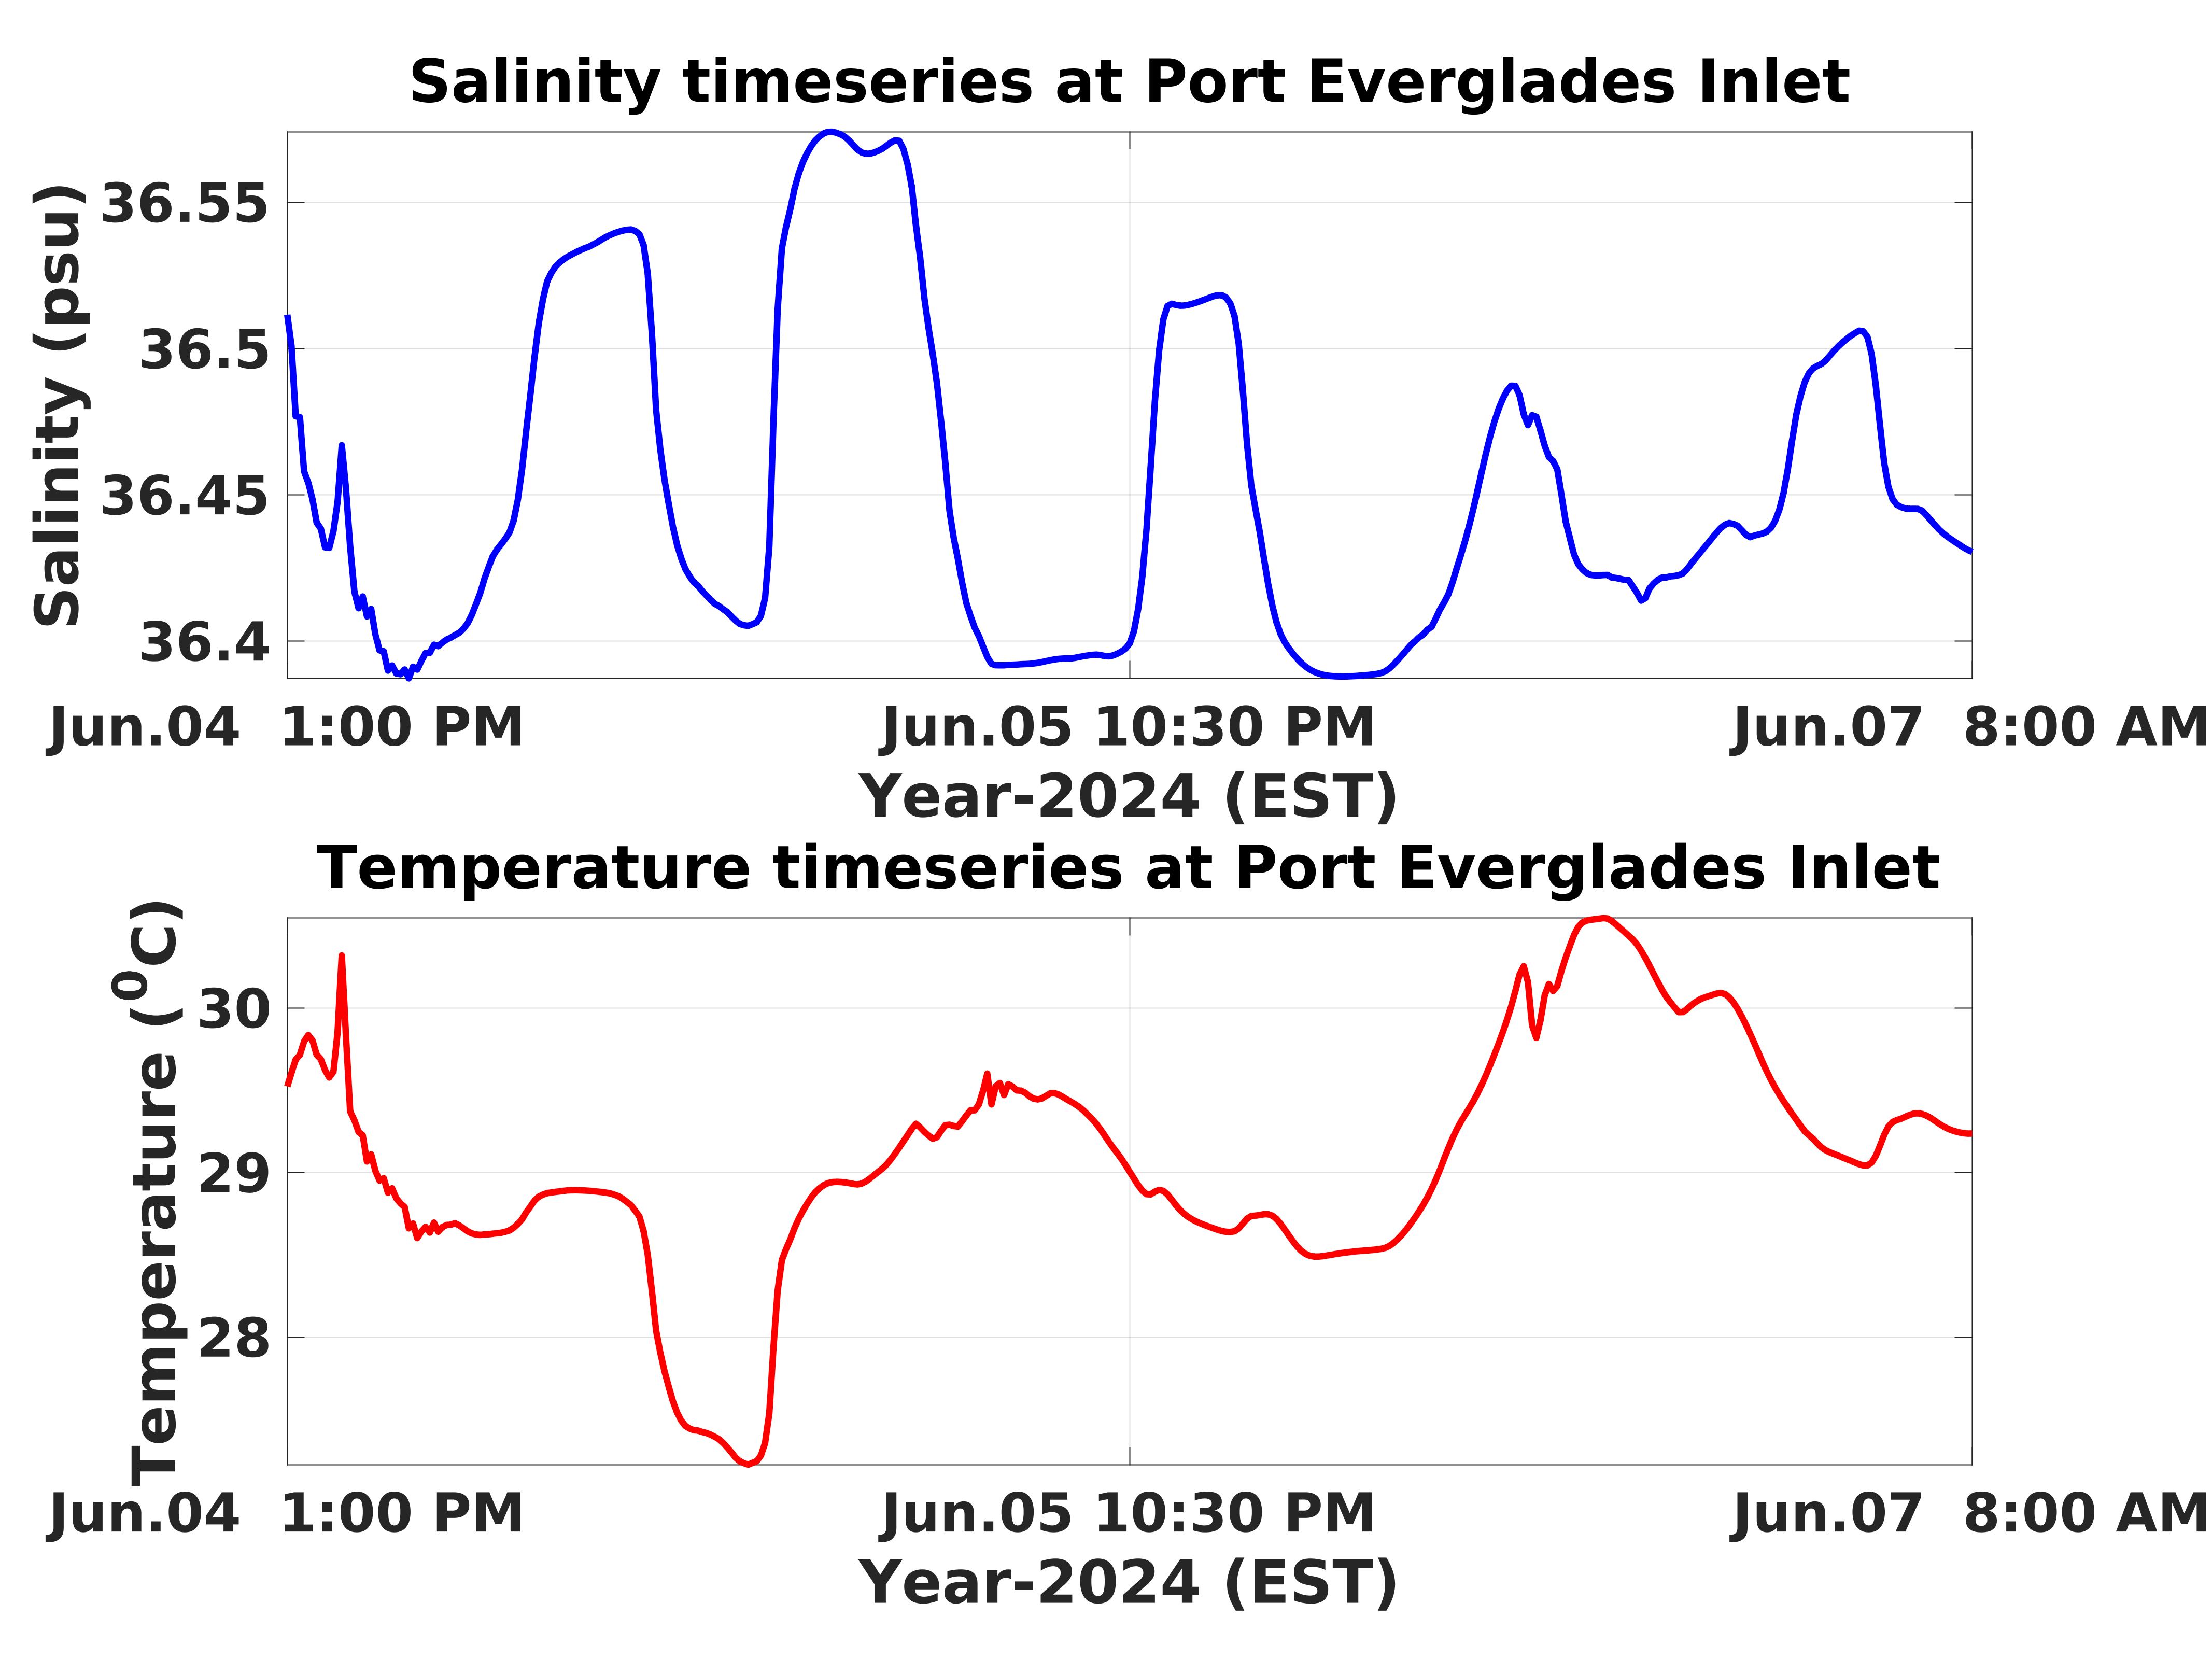 Salinity timeseries at Port Everglades Inlet
Salinity (psu)
36.55
36.5
36.45
36.4
Jun.04 1:00 PM Jun.05 10:30 PM Jun.07 8:00 AM
Year-2024 (EST)
Temperature timeseries at Port Everglades Inlet
Temperature (⁰C)
30
29
28
Jun.04 1:00 PM Jun.05 10:30 PM Jun.07 8:00 AM
Year-2024 (EST)